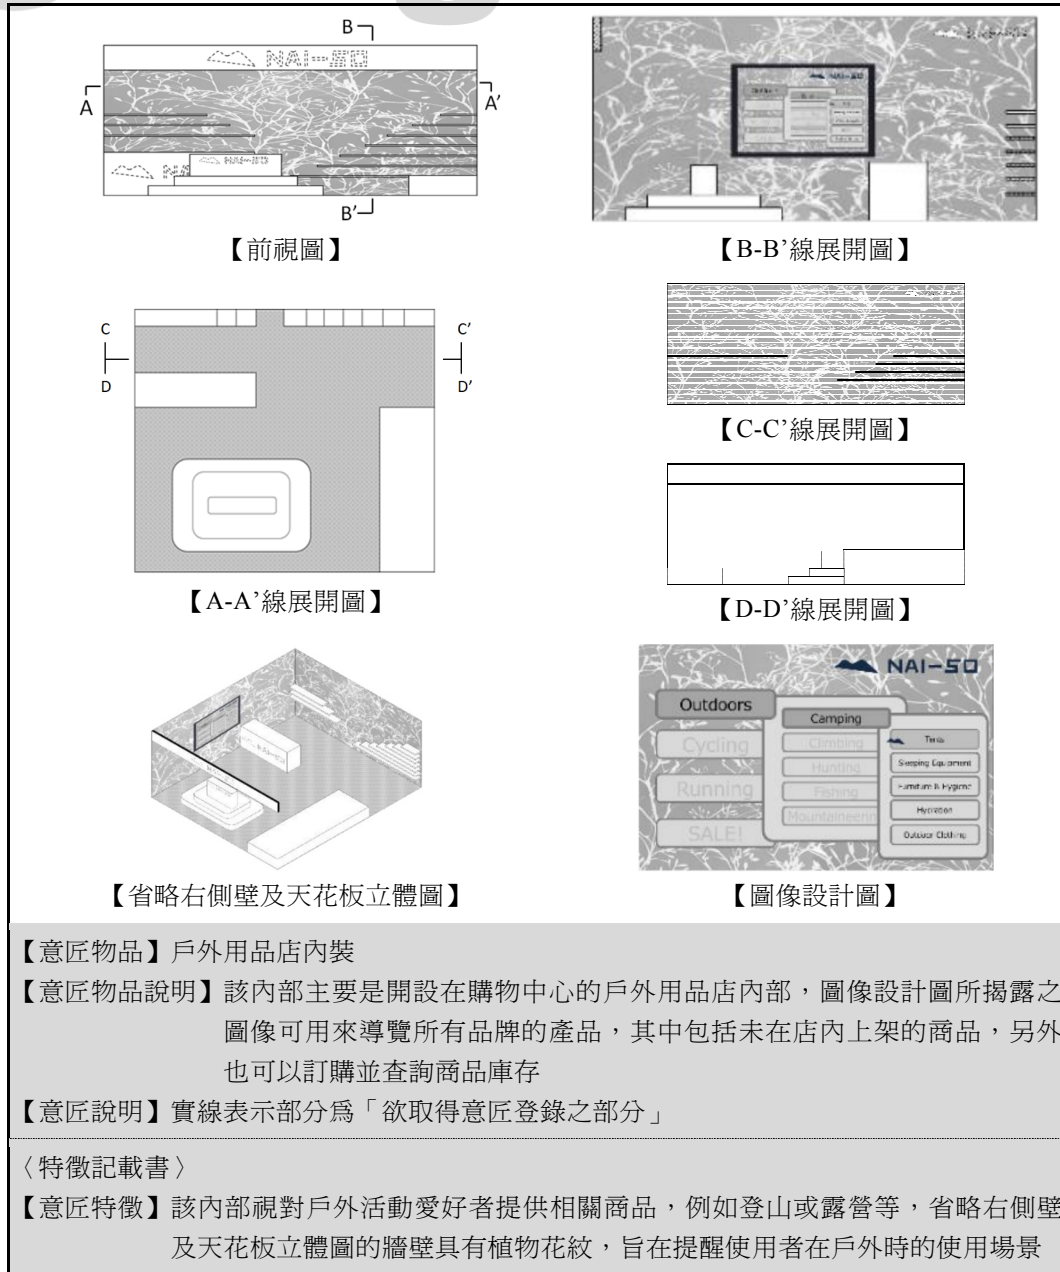 B
NAI-SO
A
A'
NAI-SO
NA
B'
【前視圖】
NAI-SO
【B-B’線展開圖】
C
C'
D
D'
【A-A’線展開圖】
【C-C’線展開圖】
【D-D’線展開圖】
【省略右側壁及天花板立體圖】
NAI-SO
Outdoors
Camping
Cycling
Climbing
Tents
Hunting
Sleeping Equipment
Running
Fishing
Furniture & Hygiene
Mountaineerin
Hydration
SALE!
Outdoor Clothing
【圖像設計圖】
【意匠物品】戶外用品店內裝
【意匠物品說明】該內部主要是開設在購物中心的戶外用品店內部，圖像設計圖所揭露之
圖像可用來導覽所有品牌的產品，其中包括未在店內上架的商品，另外
也可以訂購並查詢商品庫存
【意匠說明】實線表示部分爲「欲取得意匠登錄之部分」
〈特徵記載書〉
【意匠特徵】該內部視對戶外活動愛好者提供相關商品，例如登山或露營等，省略右側壁
及天花板立體圖的牆壁具有植物花紋，旨在提醒使用者在戶外時的使用場景